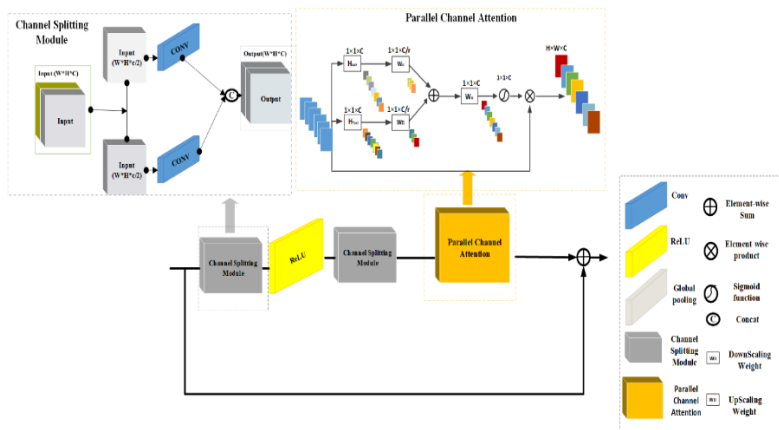 Channel Splitting
Module
Input (W*H*C)
Input
Input
(W*H*c/2)
CONV
Input
(W*H*c/2)
CONV
C
Output(W*H*C)
Output
Parallel Channel Attention
1×1×C
1×1×C/r
1×1×C
1×1×C/r
1×1×C
1×1×C
H×W×C
Channel Splitting
Module
ReLU
Channel Splitting
Module
Parallel Channel
Attention
Conv
Element-wise
Sum
ReLU
Element wise
product
Global
pooling
Sigmoid
function
C
Concat
Channel
Splitting
Module
DownScaling
Weight
Parallel
Channel
Attention
UpScaling
Weight